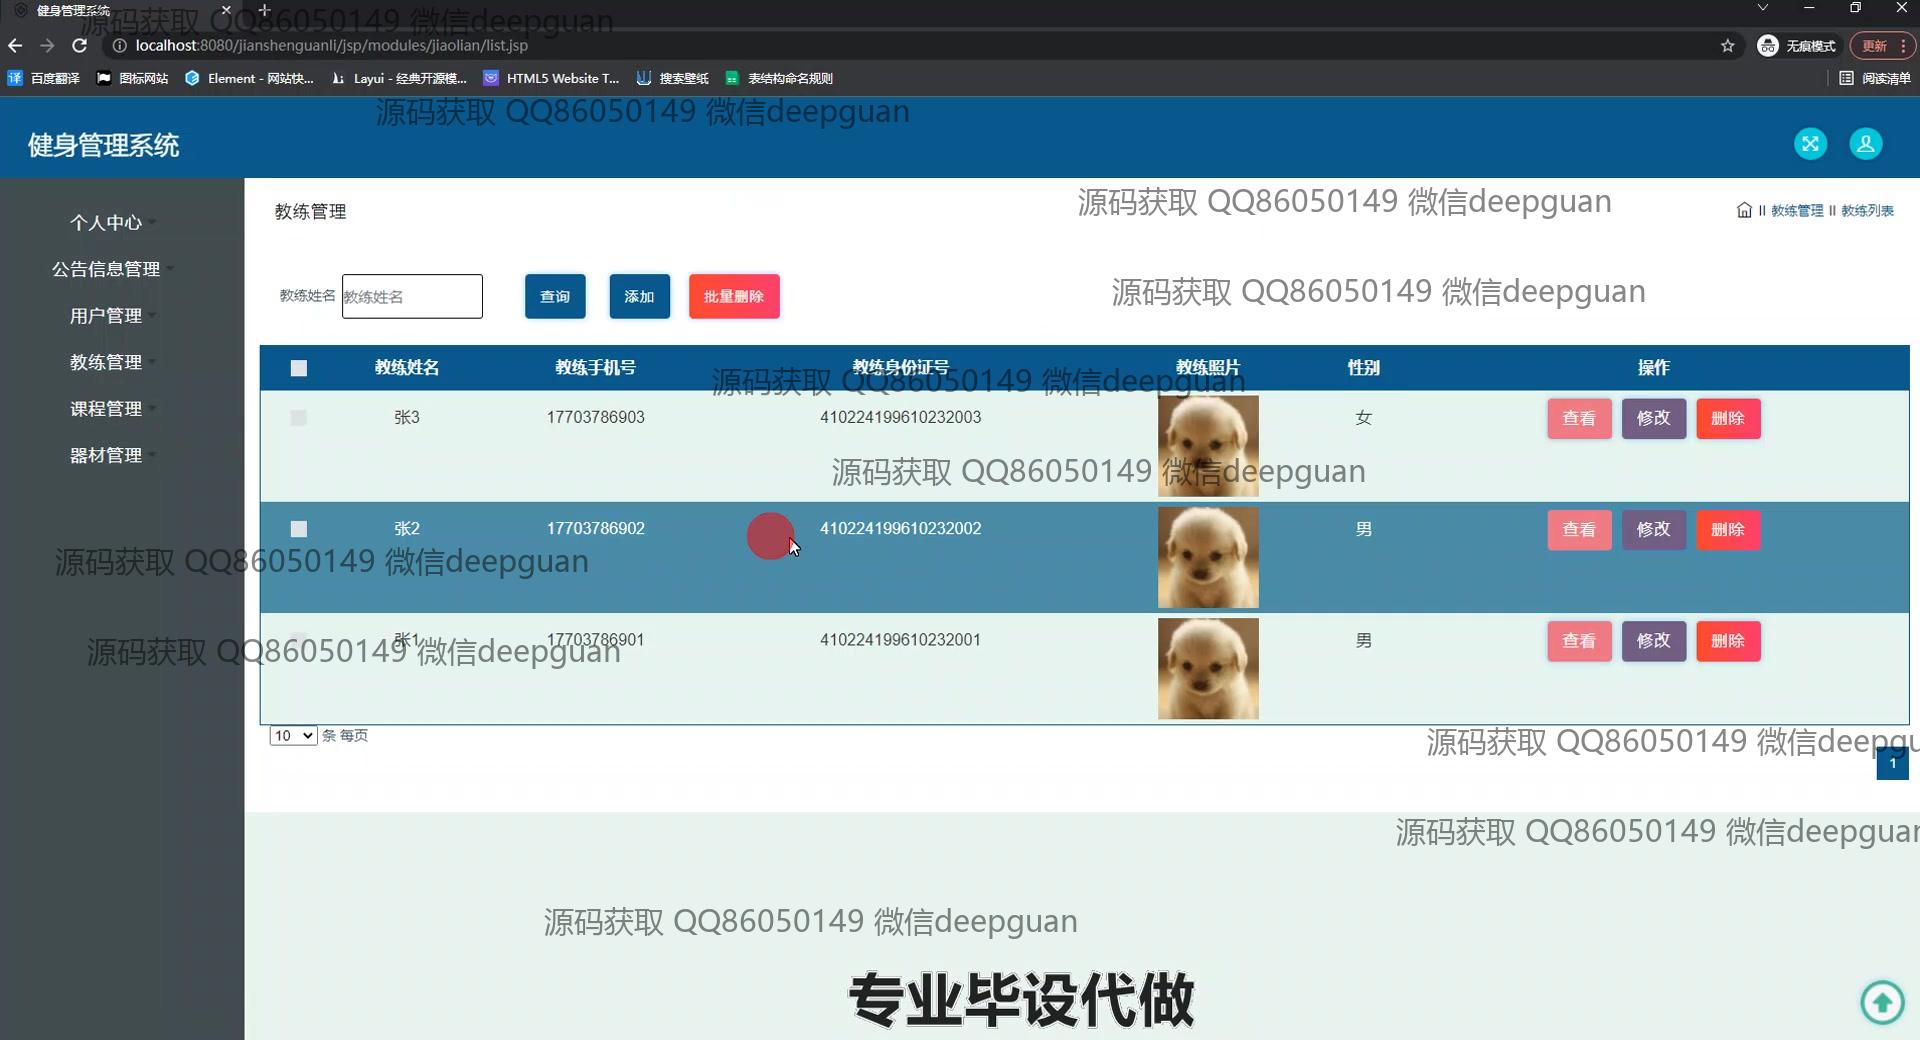 健身管理系统
源码获取 QQ86050149 微信deepguan
localhost:8080/jianshenguanli/jsp/modules/jiaolian/list.jsp
无痕模式
更新
百度翻译
图标网站
Element - 网站快...
Layui - 经典开源模...
HTML5 Website T...
搜索壁纸
表结构命名规则
阅读清单
源码获取 QQ86050149 微信deepguan
健身管理系统
个人中心
公告信息管理
用户管理
教练管理
课程管理
器材管理
教练管理
源码获取 QQ86050149 微信deepguan
教练管理 II 教练列表
教练姓名 教练姓名 查询 添加 批量删除
源码获取 QQ86050149 微信deepguan
教练姓名 教练手机号 教练身份证号 教练照片 性别 操作
源码获取 QQ86050149 微信deepguan
张3 17703786903 410224199610232003 女 查看 修改 删除
源码获取 QQ86050149 微信deepguan
张2 17703786902 410224199610232002 男 查看 修改 删除
源码获取 QQ86050149 微信deepguan
张1 17703786901 410224199610232001 男 查看 修改 删除
源码获取 QQ86050149 微信deepguan
10 条 每页
源码获取 QQ86050149 微信deepgu
1
源码获取 QQ86050149 微信deepguan
源码获取 QQ86050149 微信deepguan
专业毕设代做